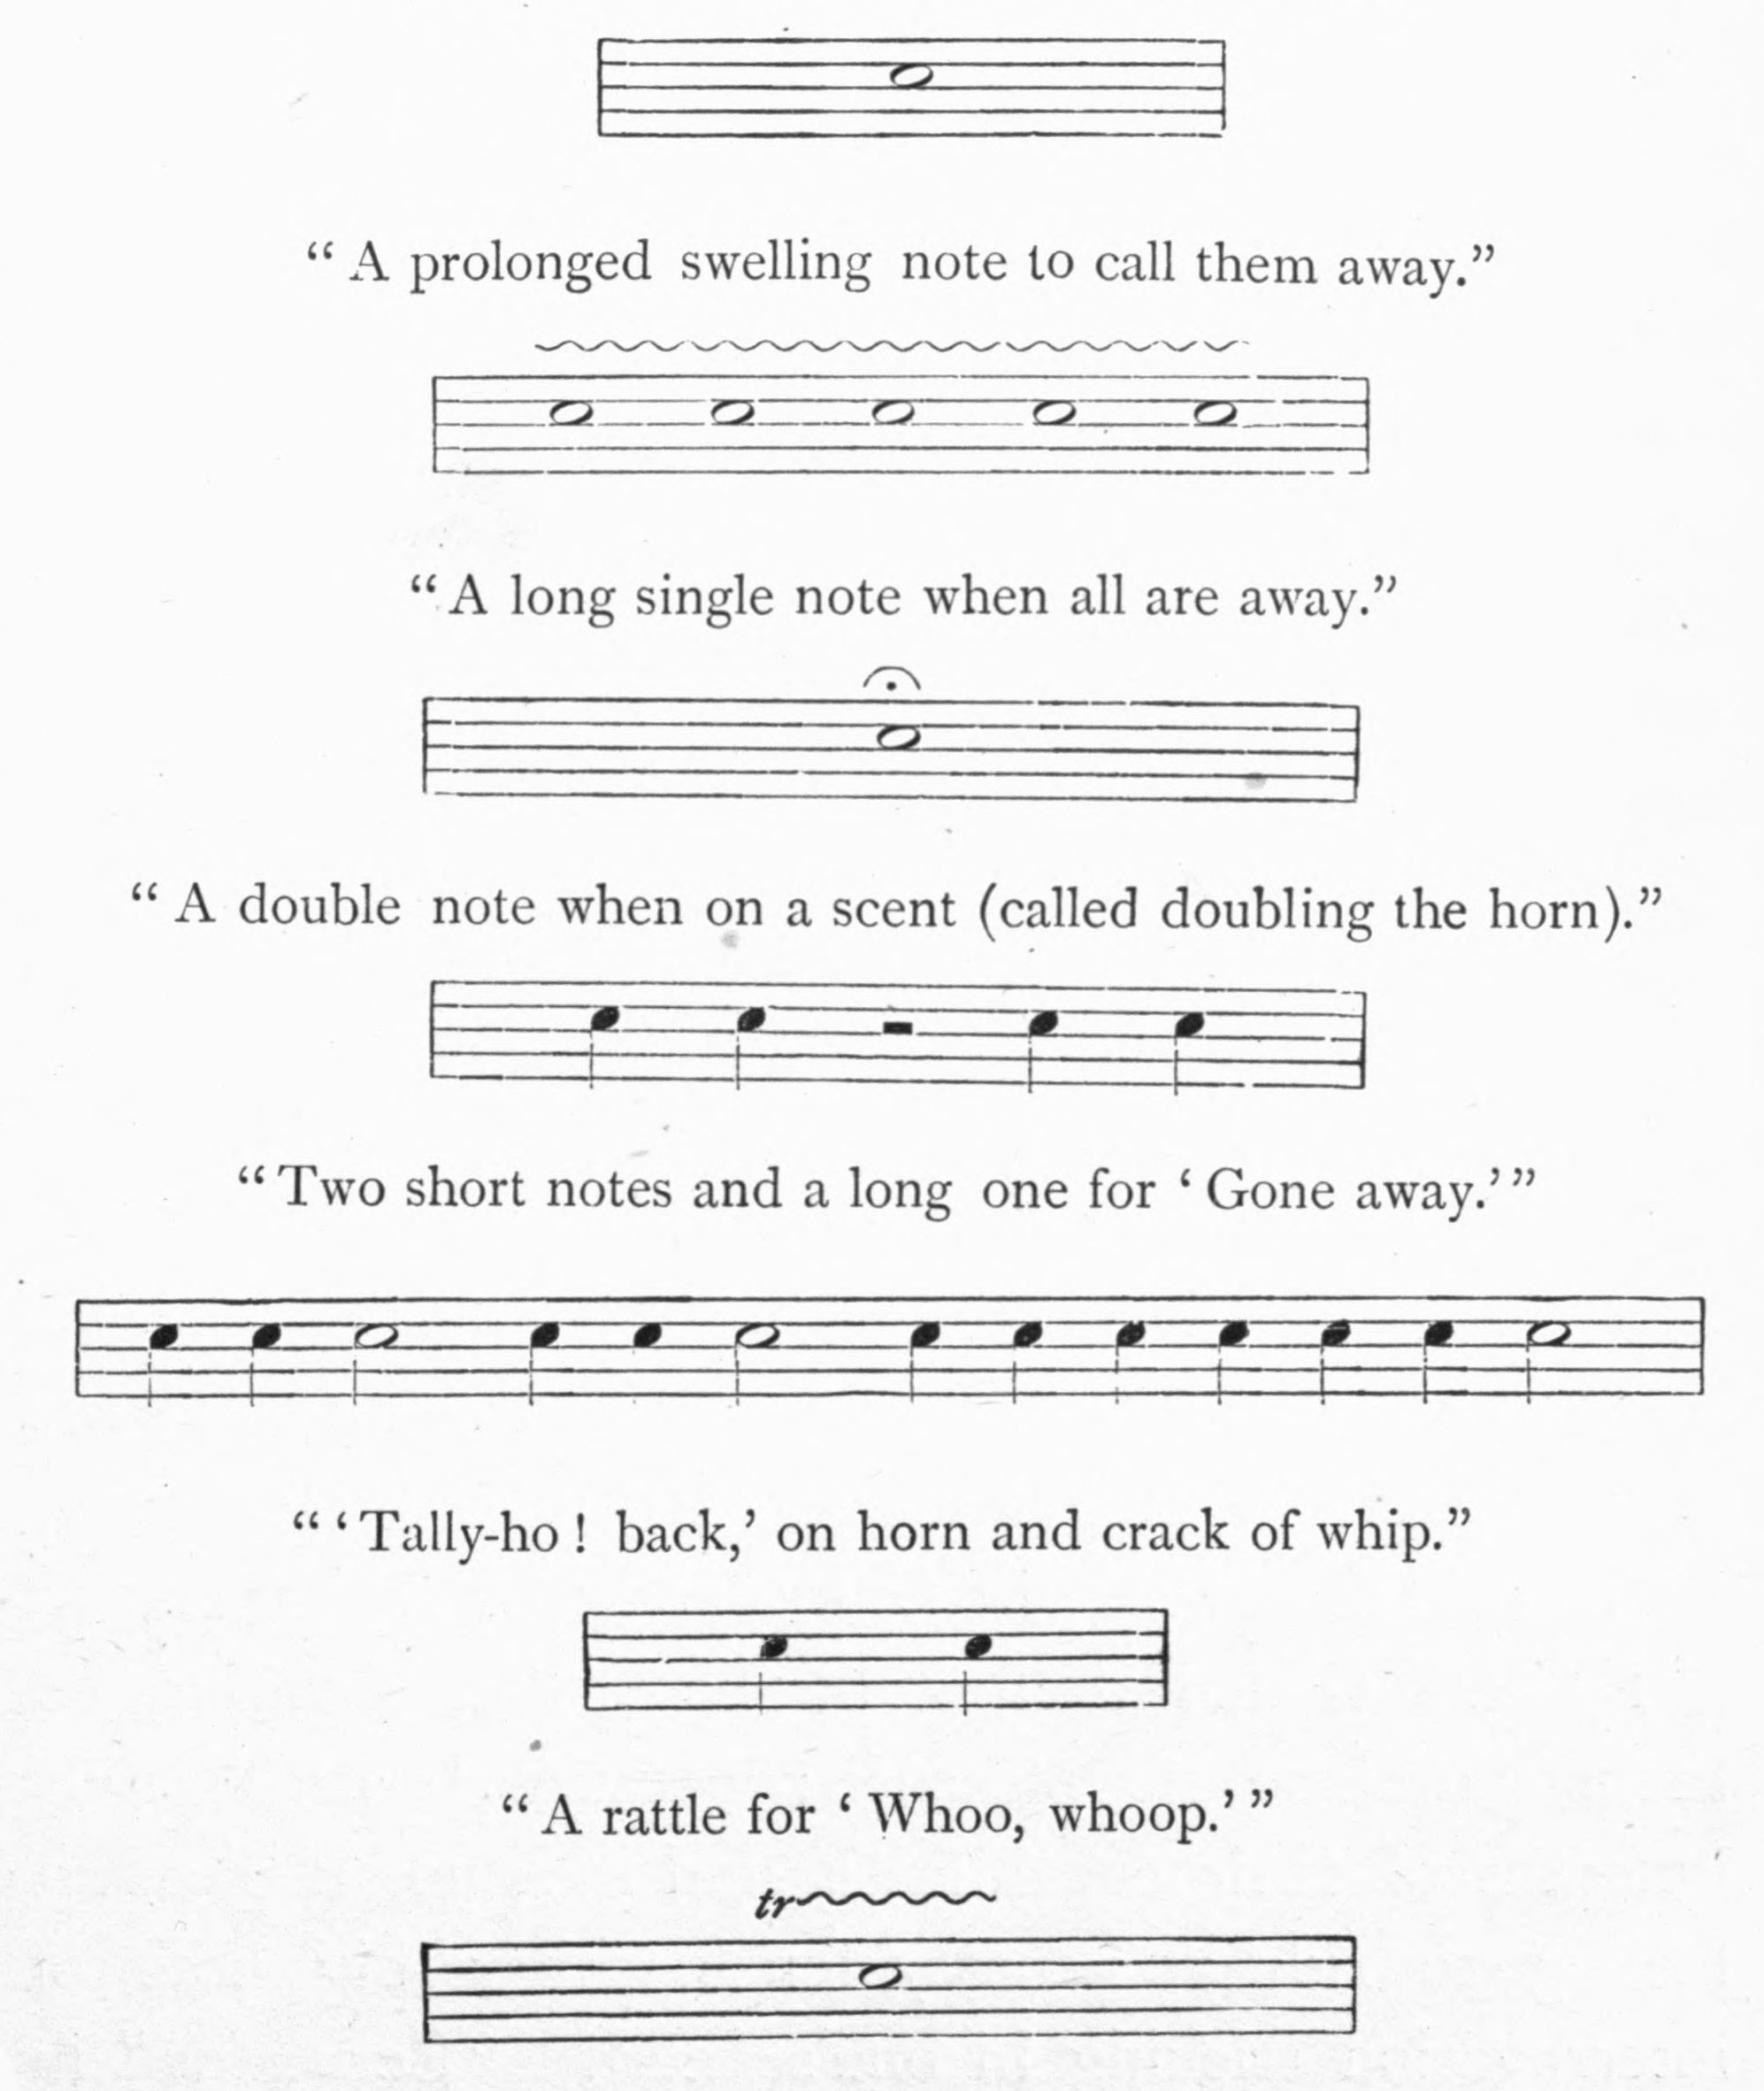 “ A prolonged swelling note to call them away.”
“ A long single note when all are away.”
“ A double note when on a scent (called doubling the horn).”
“ Two short notes and a long one for ‘ Gone away.’ ”
“ ‘ Tally-ho ! back,’ on horn and crack of whip.”
“ A rattle for ‘ Whoo, whoop.’ ”
tr